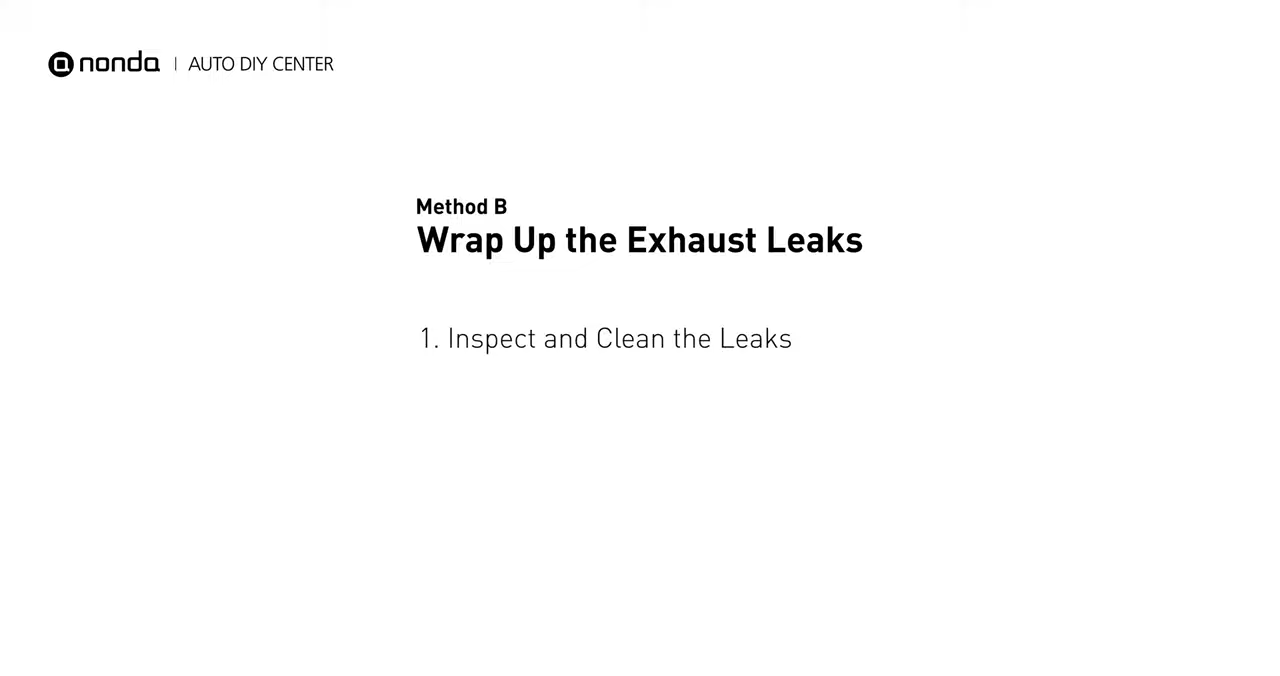 nonda | AUTO DIY CENTER
Method B
Wrap Up the Exhaust Leaks
1. Inspect and Clean the Leaks